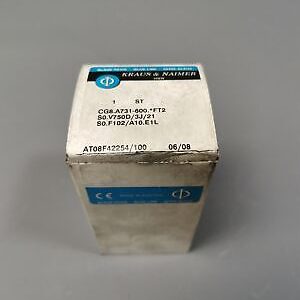 KRAUS & NAIMER
1 ST
CG8.A731-600.*FT2
S0.V750D/3J/21
S0.F102/A10.E1L
AT08F42254/100 06/08
CE